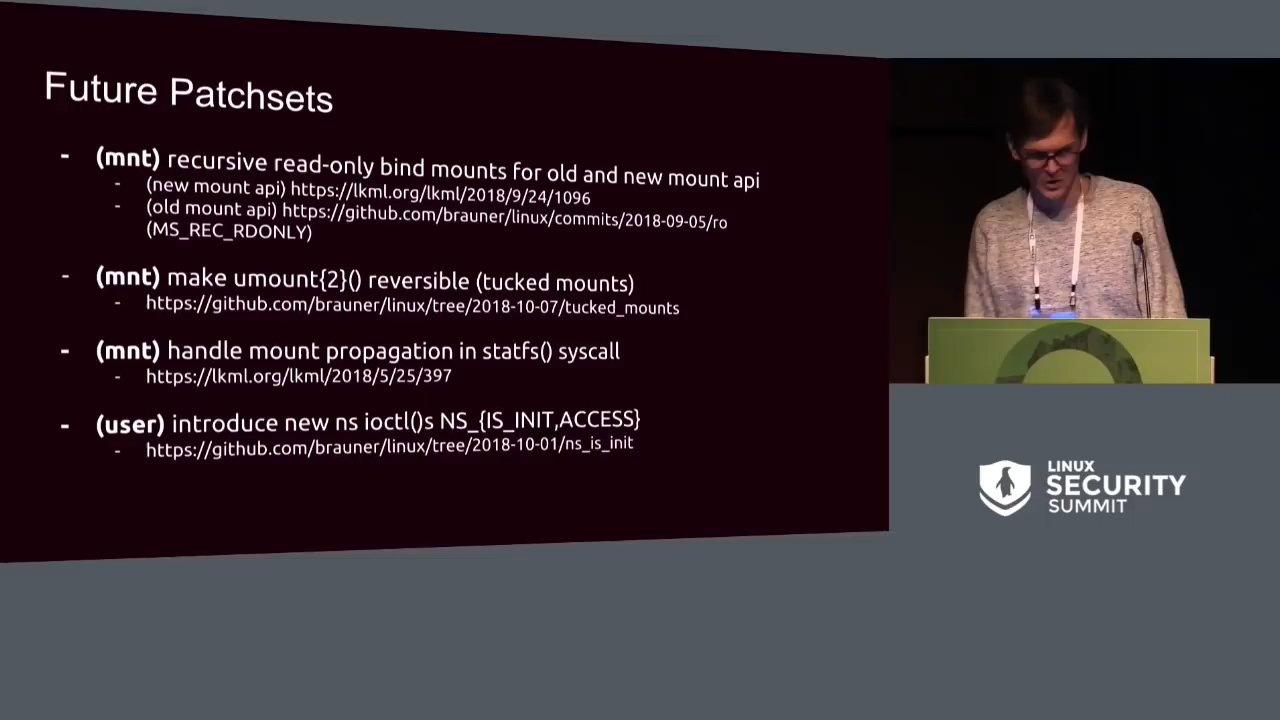 Future Patchsets
- (mnt) recursive read-only bind mounts for old and new mount api
- (new mount api) https://lkml.org/lkml/2018/9/24/1096
- (old mount api) https://github.com/brauner/linux/commits/2018-09-05/ro
(MS_REC_RDONLY)
- (mnt) make umount{2}() reversible (tucked mounts)
- https://github.com/brauner/linux/tree/2018-10-07/tucked_mounts
- (mnt) handle mount propagation in statfs() syscall
- https://lkml.org/lkml/2018/5/25/397
- (user) introduce new ns ioctl()s NS_{IS_INIT,ACCESS}
- https://github.com/brauner/linux/tree/2018-10-01/ns_is_init
LINUX
SECURITY
SUMMIT